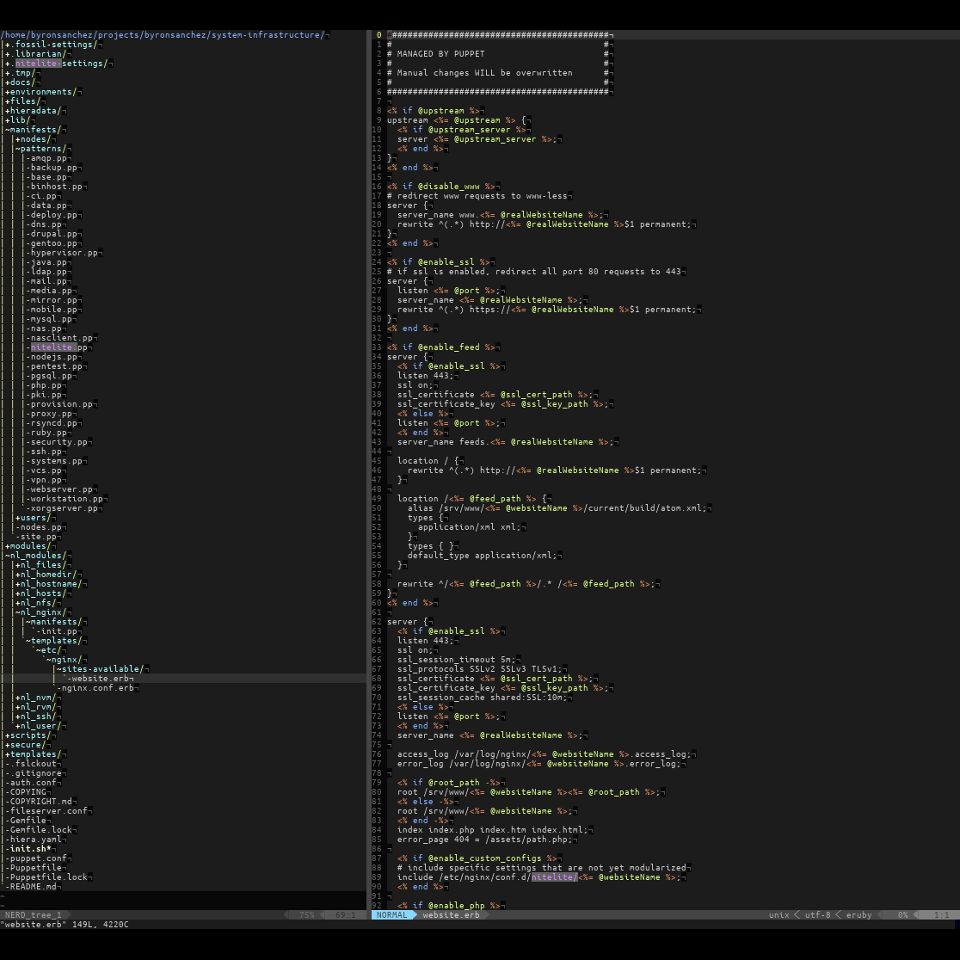 /home/byronsanchez/projects/byronsanchez/system-infrastructure/
|+.fossil-settings/
|+.librarian/
|+.nitelite-settings/
|+.tmp/
|+docs/
|+environments/
|+files/
|+hieradata/
|+lib/
|~manifests/
| |+nodes/
| |~patterns/
| | |-amqp.pp
| | |-backup.pp
| | |-base.pp
| | |-binhost.pp
| | |-ci.pp
| | |-data.pp
| | |-deploy.pp
| | |-dns.pp
| | |-drupal.pp
| | |-gentoo.pp
| | |-hypervisor.pp
| | |-java.pp
| | |-ldap.pp
| | |-mail.pp
| | |-media.pp
| | |-mirror.pp
| | |-mobile.pp
| | |-mysql.pp
| | |-nas.pp
| | |-nasclient.pp
| | |-nitelite.pp
| | |-nodejs.pp
| | |-pentest.pp
| | |-pgsql.pp
| | |-php.pp
| | |-pki.pp
| | |-provision.pp
| | |-proxy.pp
| | |-rsyncd.pp
| | |-ruby.pp
| | |-security.pp
| | |-ssh.pp
| | |-systems.pp
| | |-vcs.pp
| | |-vpn.pp
| | |-webserver.pp
| | |-workstation.pp
| | `-xorgserver.pp
| |+users/
| |-nodes.pp
| `-site.pp
|+modules/
|~nl_modules/
| |+nl_files/
| |+nl_homedir/
| |+nl_hostname/
| |+nl_hosts/
| |+nl_nfs/
| |~nl_nginx/
| | |~manifests/
| | | `-init.pp
| | `~templates/
| |   `~etc/
| |     `~nginx/
| |       |~sites-available/
| |       | `-website.erb
| |       `-nginx.conf.erb
| |+nl_nvm/
| |+nl_rvm/
| |+nl_ssh/
| `+nl_user/
|+scripts/
|+secure/
|+templates/
|-.fslckout
|-.gitignore
|-auth.conf
|-COPYING
|-COPYRIGHT.md
|-fileserver.conf
|-Gemfile
|-Gemfile.lock
|-hiera.yaml
|-init.sh*
|-puppet.conf
|-Puppetfile
|-Puppetfile.lock
`-README.md
~
~
NERD_tree_1 75% 69:1
0 ###########################################
1 # #
2 # MANAGED BY PUPPET #
3 # #
4 # Manual changes WILL be overwritten #
5 # #
6 ###########################################
7
8 <% if @upstream %>
9 upstream <%= @upstream %> {
10   <% if @upstream_server %>
11   server <%= @upstream_server %>;
12   <% end %>
13 }
14 <% end %>
15
16 <% if @disable_www %>
17 # redirect www requests to www-less
18 server {
19   server_name www.<%= @realWebsiteName %>;
20   rewrite ^(.*) http://<%= @realWebsiteName %>$1 permanent;
21 }
22 <% end %>
23
24 <% if @enable_ssl %>
25 # if ssl is enabled, redirect all port 80 requests to 443
26 server {
27   listen <%= @port %>;
28   server_name <%= @realWebsiteName %>;
29   rewrite ^(.*) https://<%= @realWebsiteName %>$1 permanent;
30 }
31 <% end %>
32
33 <% if @enable_feed %>
34 server {
35   <% if @enable_ssl %>
36   listen 443;
37   ssl on;
38   ssl_certificate <%= @ssl_cert_path %>;
39   ssl_certificate_key <%= @ssl_key_path %>;
40   <% else %>
41   listen <%= @port %>;
42   <% end %>
43   server_name feeds.<%= @realWebsiteName %>;
44
45   location / {
46     rewrite ^(.*) http://<%= @realWebsiteName %>$1 permanent;
47   }
48
49   location /<%= @feed_path %> {
50     alias /srv/www/<%= @websiteName %>/current/build/atom.xml;
51     types {
52       application/xml xml;
53     }
54     types { }
55     default_type application/xml;
56   }
57
58   rewrite ^/<%= @feed_path %>/.* /<%= @feed_path %>;
59 }
60 <% end %>
61
62 server {
63   <% if @enable_ssl %>
64   listen 443;
65   ssl on;
66   ssl_session_timeout 5m;
67   ssl_protocols SSLv2 SSLv3 TLSv1;
68   ssl_certificate <%= @ssl_cert_path %>;
69   ssl_certificate_key <%= @ssl_key_path %>;
70   ssl_session_cache shared:SSL:10m;
71   <% else %>
72   listen <%= @port %>;
73   <% end %>
74   server_name <%= @realWebsiteName %>;
75
76   access_log /var/log/nginx/<%= @websiteName %>.access_log;
77   error_log /var/log/nginx/<%= @websiteName %>.error_log;
78
79   <% if @root_path -%>
80   root /srv/www/<%= @websiteName %><%= @root_path %>;
81   <% else -%>
82   root /srv/www/<%= @websiteName %>;
83   <% end -%>
84   index index.php index.htm index.html;
85   error_page 404 = /assets/path.php;
86
87   <% if @enable_custom_configs %>
88   # include specific settings that are not yet modularized
89   include /etc/nginx/conf.d/nitelite/<%= @websiteName %>;
90   <% end %>
91
92   <% if @enable_php %>
NORMAL website.erb unix < utf-8 < eruby 0% 1:1
"website.erb" 149L, 4220C